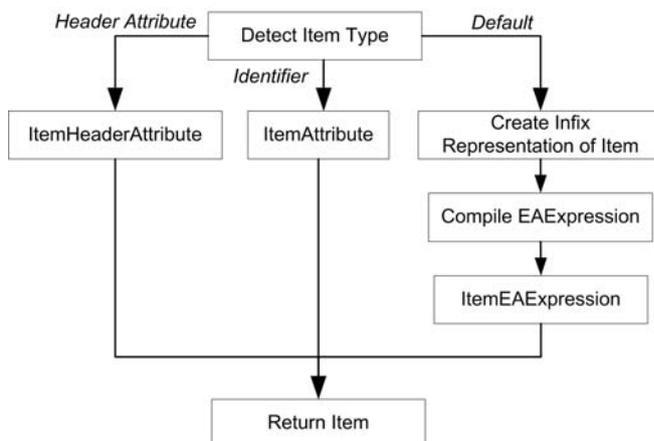 Header Attribute
Detect Item Type
Default
Identifier
ItemHeaderAttribute
ItemAttribute
Create Infix
Representation of Item
Compile EAExpression
ItemEAExpression
Return Item